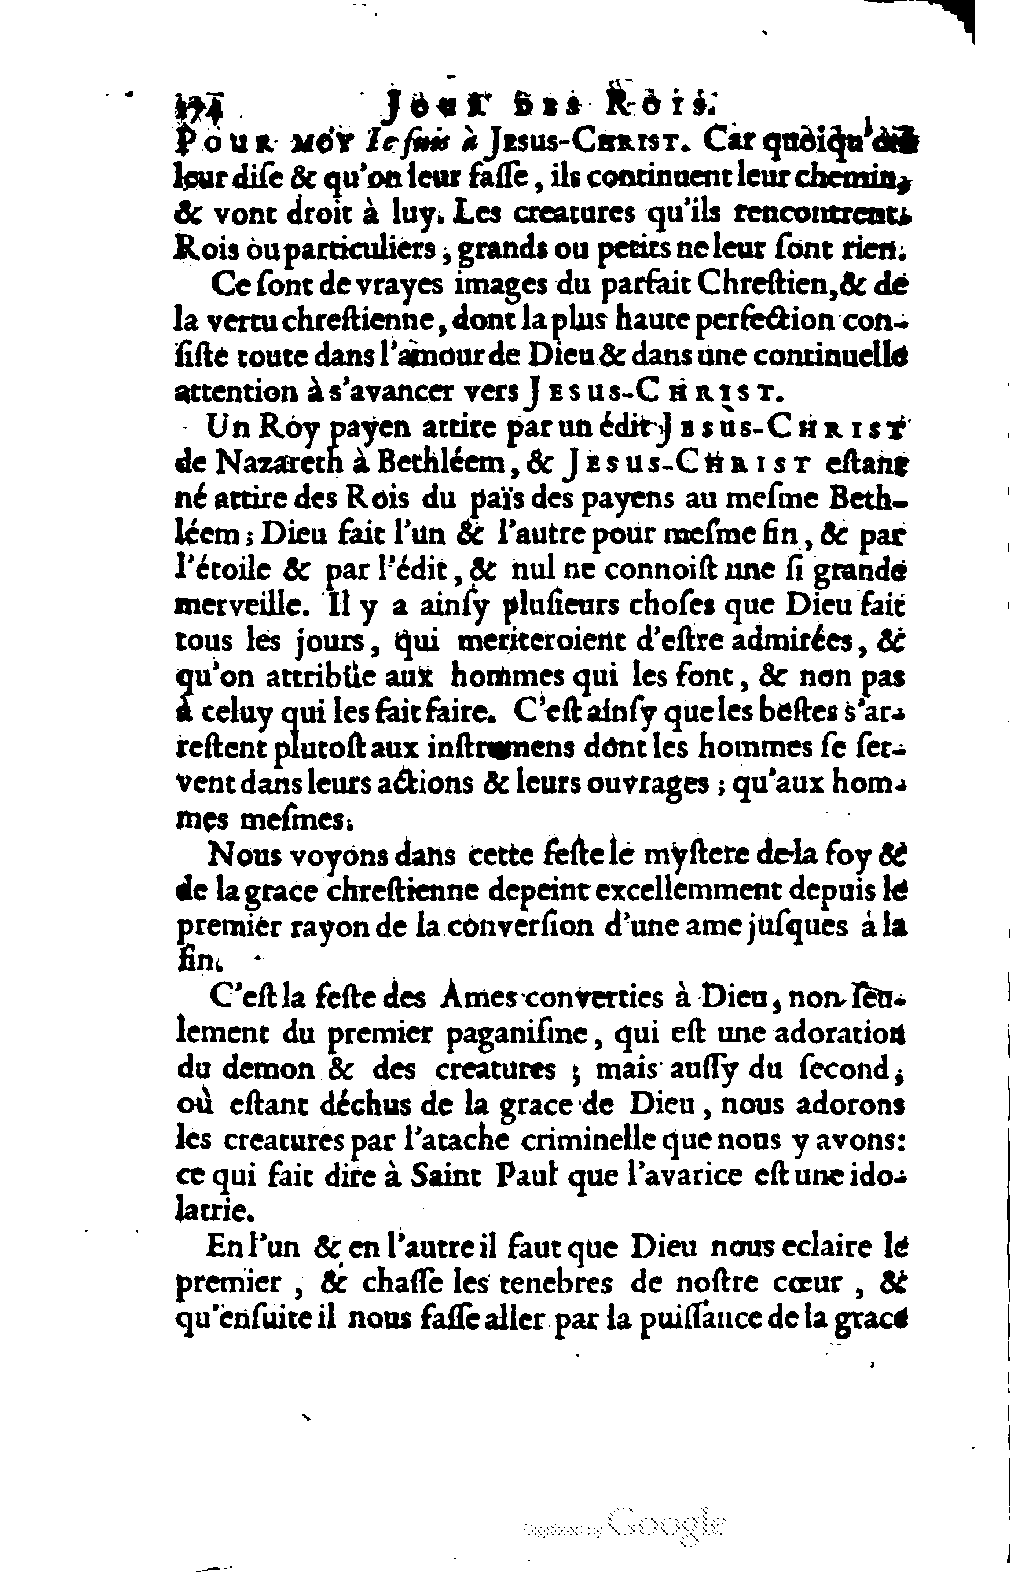 174 JOUR DES ROIS.
POUR MOY Ie ſuis à JESUS-CHRIST. Car quoiqu'on
leur diſe & qu'on leur faſſe, ils continuent leur chemin,
& vont droit à luy. Les creatures qu'ils rencontrent,
Rois ou particuliers, grands ou petits ne leur ſont rien.
Ce ſont de vrayes images du parfait Chreſtien, & de
la vertu chreſtienne, dont la plus haute perfection con-
ſiſte toute dans l'amour de Dieu & dans une continuelle
attention à s'avancer vers JESUS-CHRIST.
Un Roy payen attire par un édit JESUS-CHRIST
de Nazareth à Bethléem, & JESUS-CHRIST eſtant
né attire des Rois du païs des payens au meſme Beth-
léem; Dieu fait l'un & l'autre pour meſme fin, & par
l'étoile & par l'édit, & nul ne connoiſt une ſi grande
merveille. Il y a ainſy pluſieurs choſes que Dieu fait
tous les jours, qui meriteroient d'eſtre admirées, &
qu'on attribüe aux hommes qui les font, & non pas
à celuy qui les fait faire. C'eſt ainſy que les beſtes s'ar-
reſtent plutoſt aux inſtrumens dont les hommes ſe ſer-
vent dans leurs actions & leurs ouvrages; qu'aux hom-
mes meſmes.
Nous voyons dans cette feſte le myſtere de la foy &
de la grace chreſtienne depeint excellemment depuis le
premier rayon de la converſion d'une ame juſques à la
fin.
C'eſt la feſte des Ames converties à Dieu, non ſeu-
lement du premier paganiſme, qui eſt une adoration
du demon & des creatures; mais auſſy du ſecond,
où eſtant déchus de la grace de Dieu, nous adorons
les creatures par l'atache criminelle que nous y avons:
ce qui fait dire à Saint Paul que l'avarice eſt une ido-
latrie.
En l'un & en l'autre il faut que Dieu nous eclaire le
premier, & chaſſe les tenebres de noſtre cœur, &
qu'enſuite il nous faſſe aller par la puiſſance de la grace
Digitized by Google